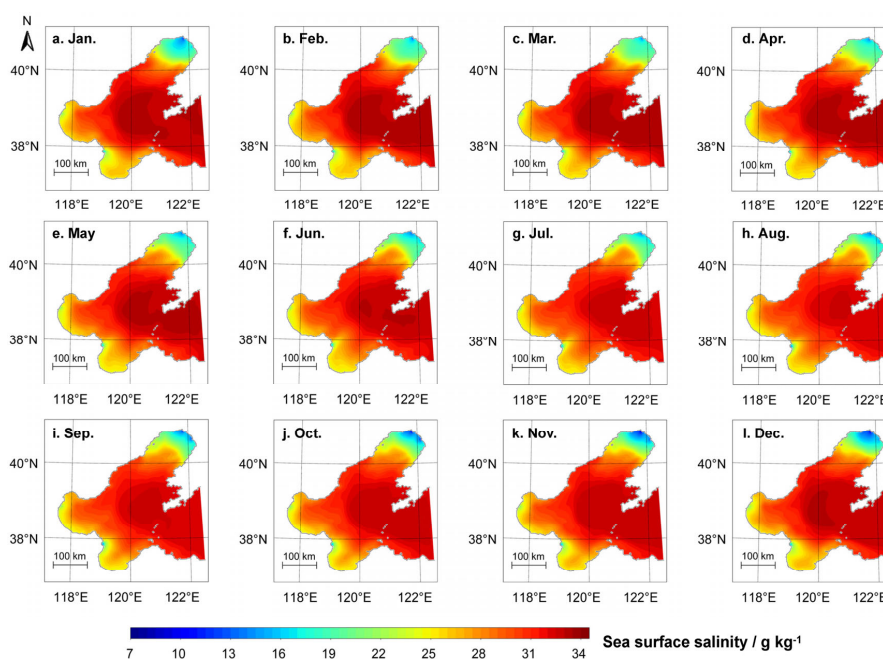 N
a. Jan.
b. Feb.
c. Mar.
d. Apr.
40°N 40°N 40°N 40°N
38°N 38°N 38°N 38°N
100 km 100 km 100 km 100 km
118°E 120°E 122°E 118°E 120°E 122°E 118°E 120°E 122°E 118°E 120°E 122°E
e. May
f. Jun.
g. Jul.
h. Aug.
40°N 40°N 40°N 40°N
38°N 38°N 38°N 38°N
100 km 100 km 100 km 100 km
118°E 120°E 122°E 118°E 120°E 122°E 118°E 120°E 122°E 118°E 120°E 122°E
i. Sep.
j. Oct.
k. Nov.
l. Dec.
40°N 40°N 40°N 40°N
38°N 38°N 38°N 38°N
100 km 100 km 100 km 100 km
118°E 120°E 122°E 118°E 120°E 122°E 118°E 120°E 122°E 118°E 120°E 122°E
Sea surface salinity / g kg⁻¹
7 10 13 16 19 22 25 28 31 34